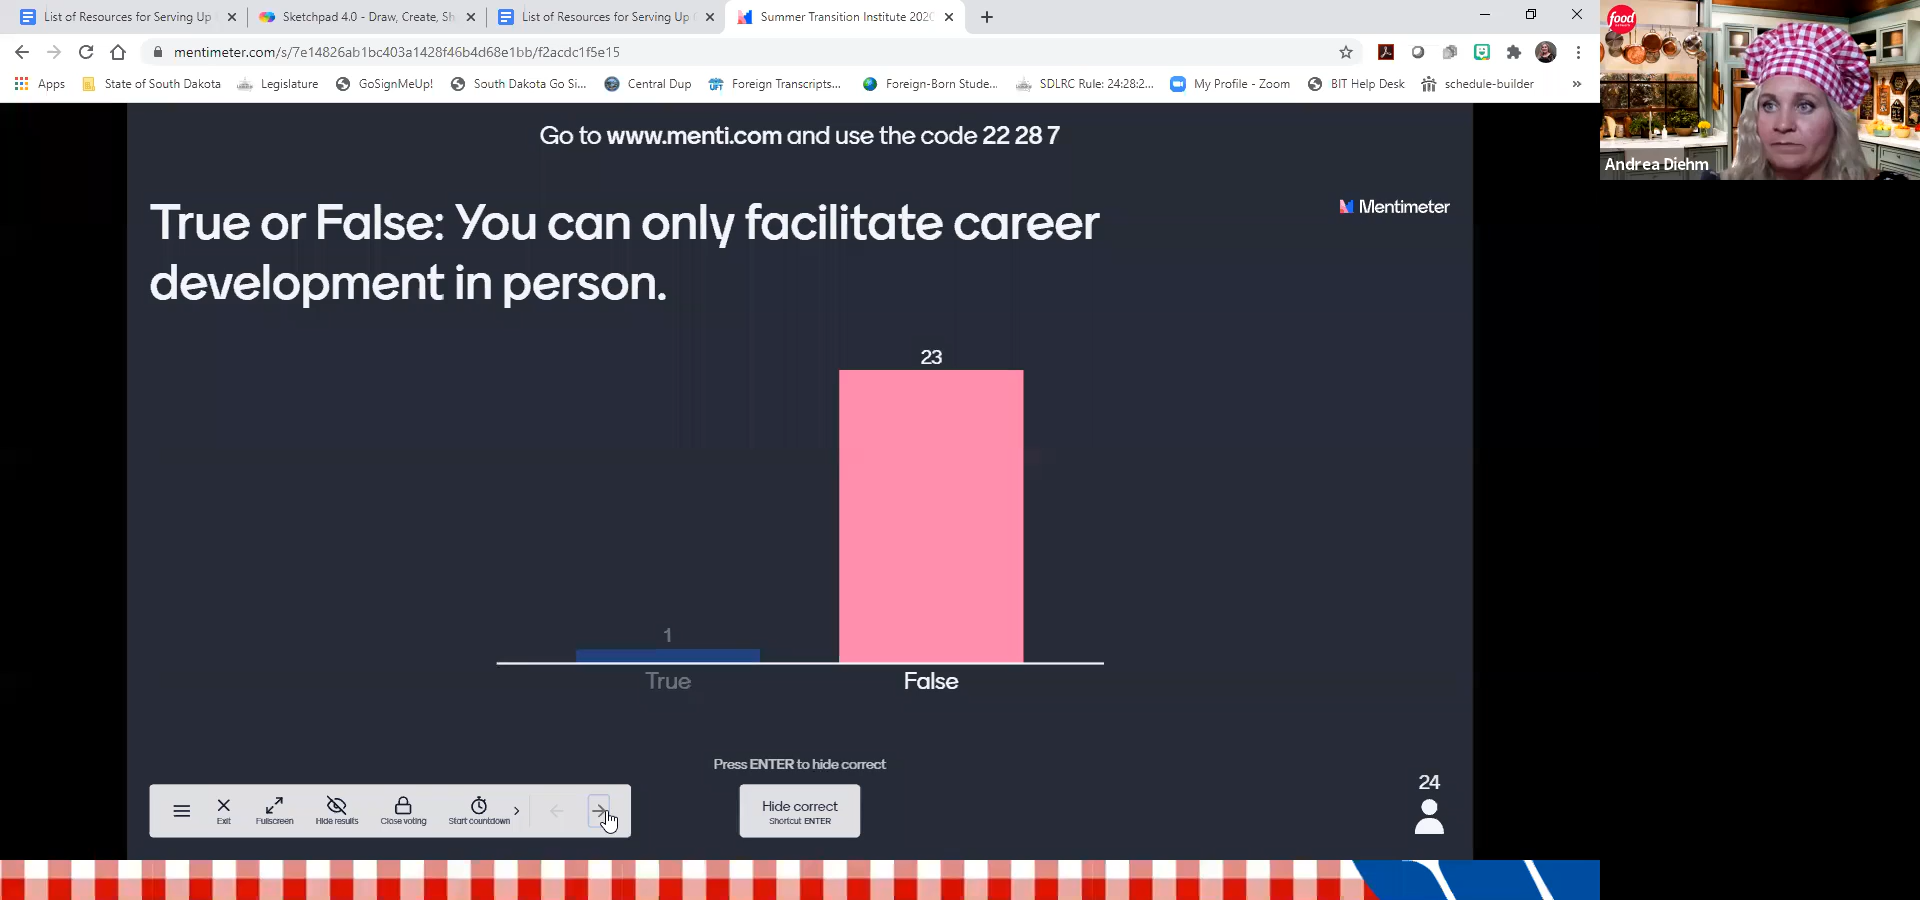 List of Resources for Serving Up
Sketchpad 4.0 - Draw, Create, Sh
List of Resources for Serving Up
Summer Transition Institute 2020
mentimeter.com/s/7e14826ab1bc403a1428f46b4d68e1bb/f2acdc1f5e15
Apps
State of South Dakota
Legislature
GoSignMeUp!
South Dakota Go Si...
Central Dup
Foreign Transcripts...
Foreign-Born Stude...
SDLRC Rule: 24:28:2...
My Profile - Zoom
BIT Help Desk
schedule-builder
»
food
Andrea Diehm
Go to www.menti.com and use the code 22 28 7
Mentimeter
True or False: You can only facilitate career
development in person.
23
1
True
False
Press ENTER to hide correct
Exit
Fullscreen
Hide results
Close voting
Start countdown
Hide correct
Shortcut ENTER
24